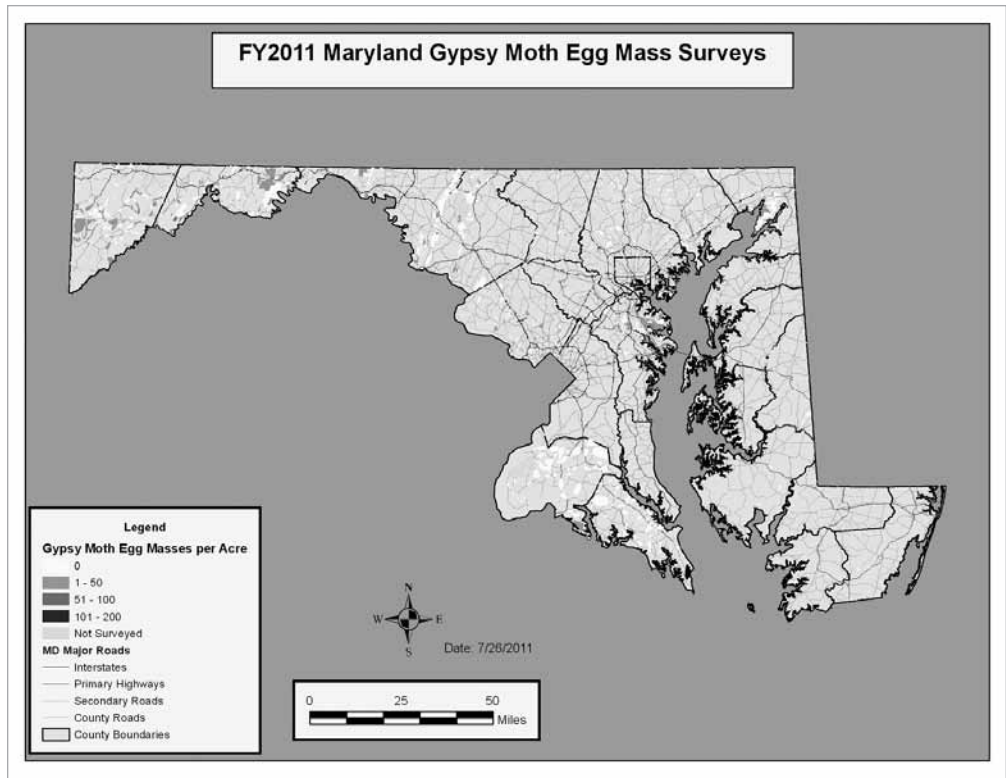 FY2011 Maryland Gypsy Moth Egg Mass Surveys
Legend
Gypsy Moth Egg Masses per Acre
0
1 - 50
51 - 100
101 - 200
Not Surveyed
MD Major Roads
Interstates
Primary Highways
Secondary Roads
County Roads
County Boundaries
N
W E
S
Date: 7/26/2011
0 25 50
Miles